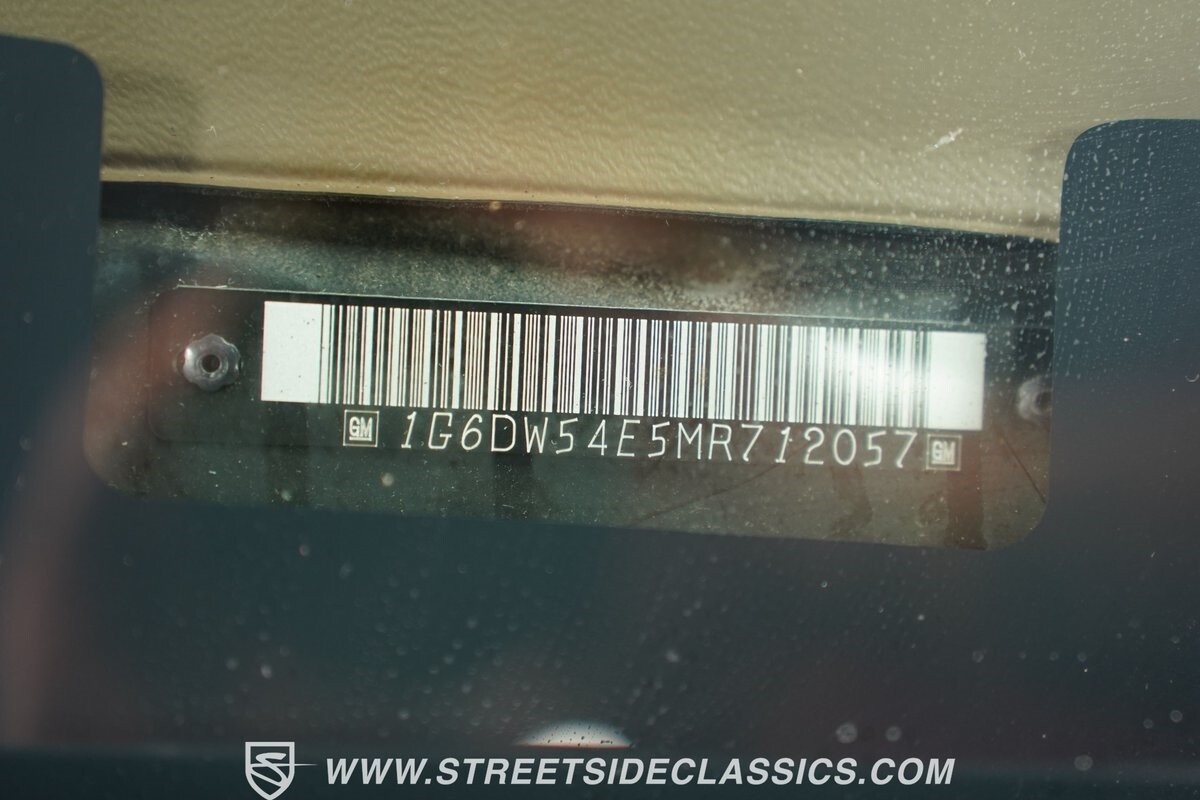 GM 1G6DW54E5MR712057 GM
WWW.STREETSIDECLASSICS.COM